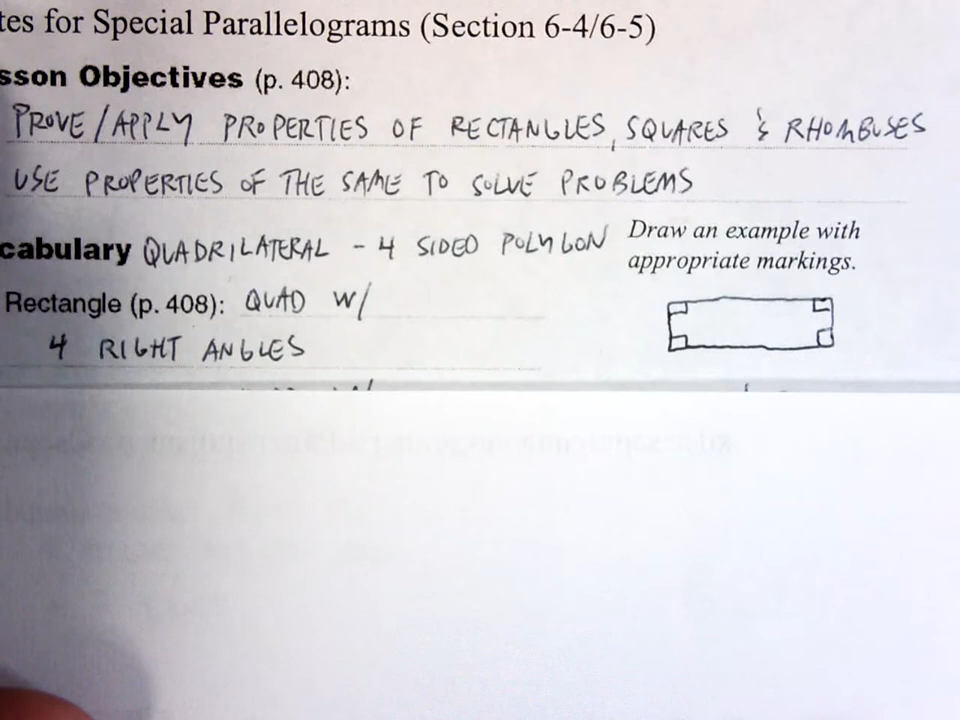 tes for Special Parallelograms (Section 6-4/6-5)
sson Objectives (p. 408):
PROVE/APPLY PROPERTIES OF RECTANGLES, SQUARES & RHOMBUSES
USE PROPERTIES OF THE SAME TO SOLVE PROBLEMS
cabulary QUADRILATERAL - 4 SIDED POLYGON
Draw an example with
appropriate markings.
Rectangle (p. 408): QUAD W/
4 RIGHT ANGLES